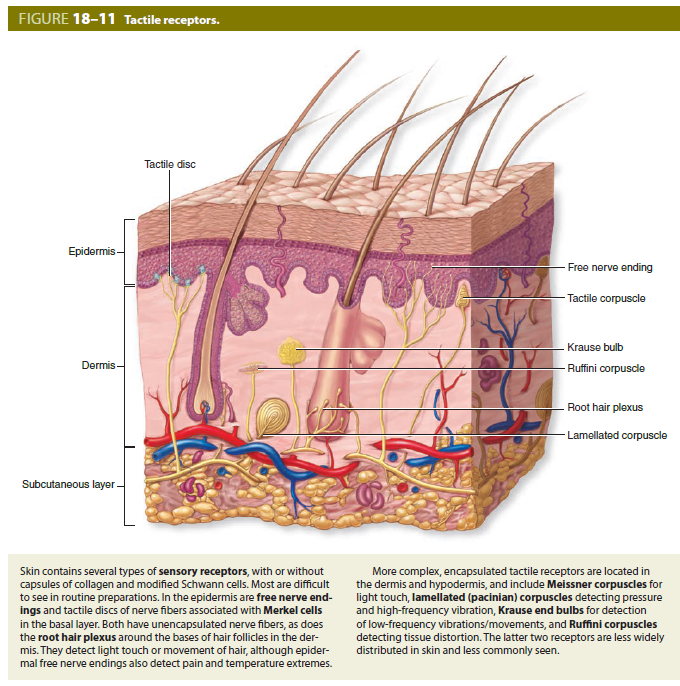 FIGURE 18–11 Tactile receptors.
Tactile disc
Epidermis
Free nerve ending
Tactile corpuscle
Krause bulb
Dermis
Ruffini corpuscle
Root hair plexus
Lamellated corpuscle
Subcutaneous layer
Skin contains several types of sensory receptors, with or without
capsules of collagen and modified Schwann cells. Most are difficult
to see in routine preparations. In the epidermis are free nerve end-
ings and tactile discs of nerve fibers associated with Merkel cells
in the basal layer. Both have unencapsulated nerve fibers, as does
the root hair plexus around the bases of hair follicles in the der-
mis. They detect light touch or movement of hair, although epider-
mal free nerve endings also detect pain and temperature extremes.
More complex, encapsulated tactile receptors are located in
the dermis and hypodermis, and include Meissner corpuscles for
light touch, lamellated (pacinian) corpuscles detecting pressure
and high-frequency vibration, Krause end bulbs for detection
of low-frequency vibrations/movements, and Ruffini corpuscles
detecting tissue distortion. The latter two receptors are less widely
distributed in skin and less commonly seen.